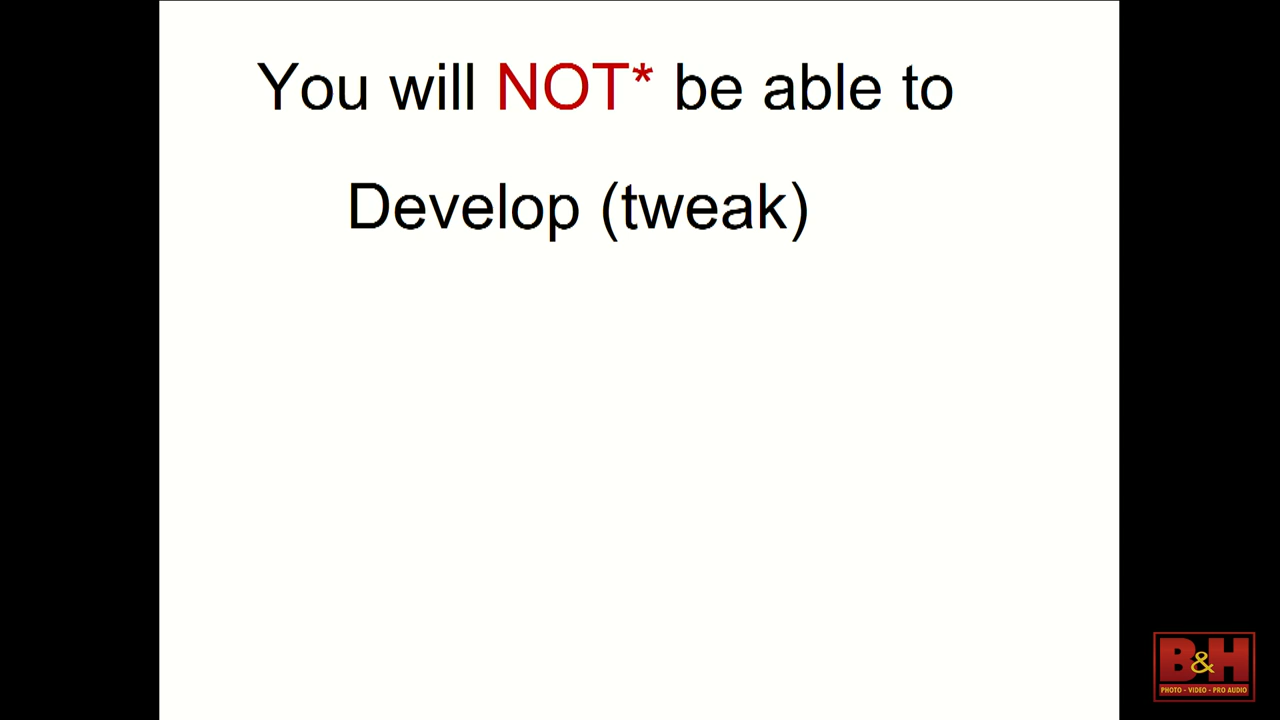 You will NOT* be able to
Develop (tweak)
B&H
PHOTO - VIDEO - PRO AUDIO